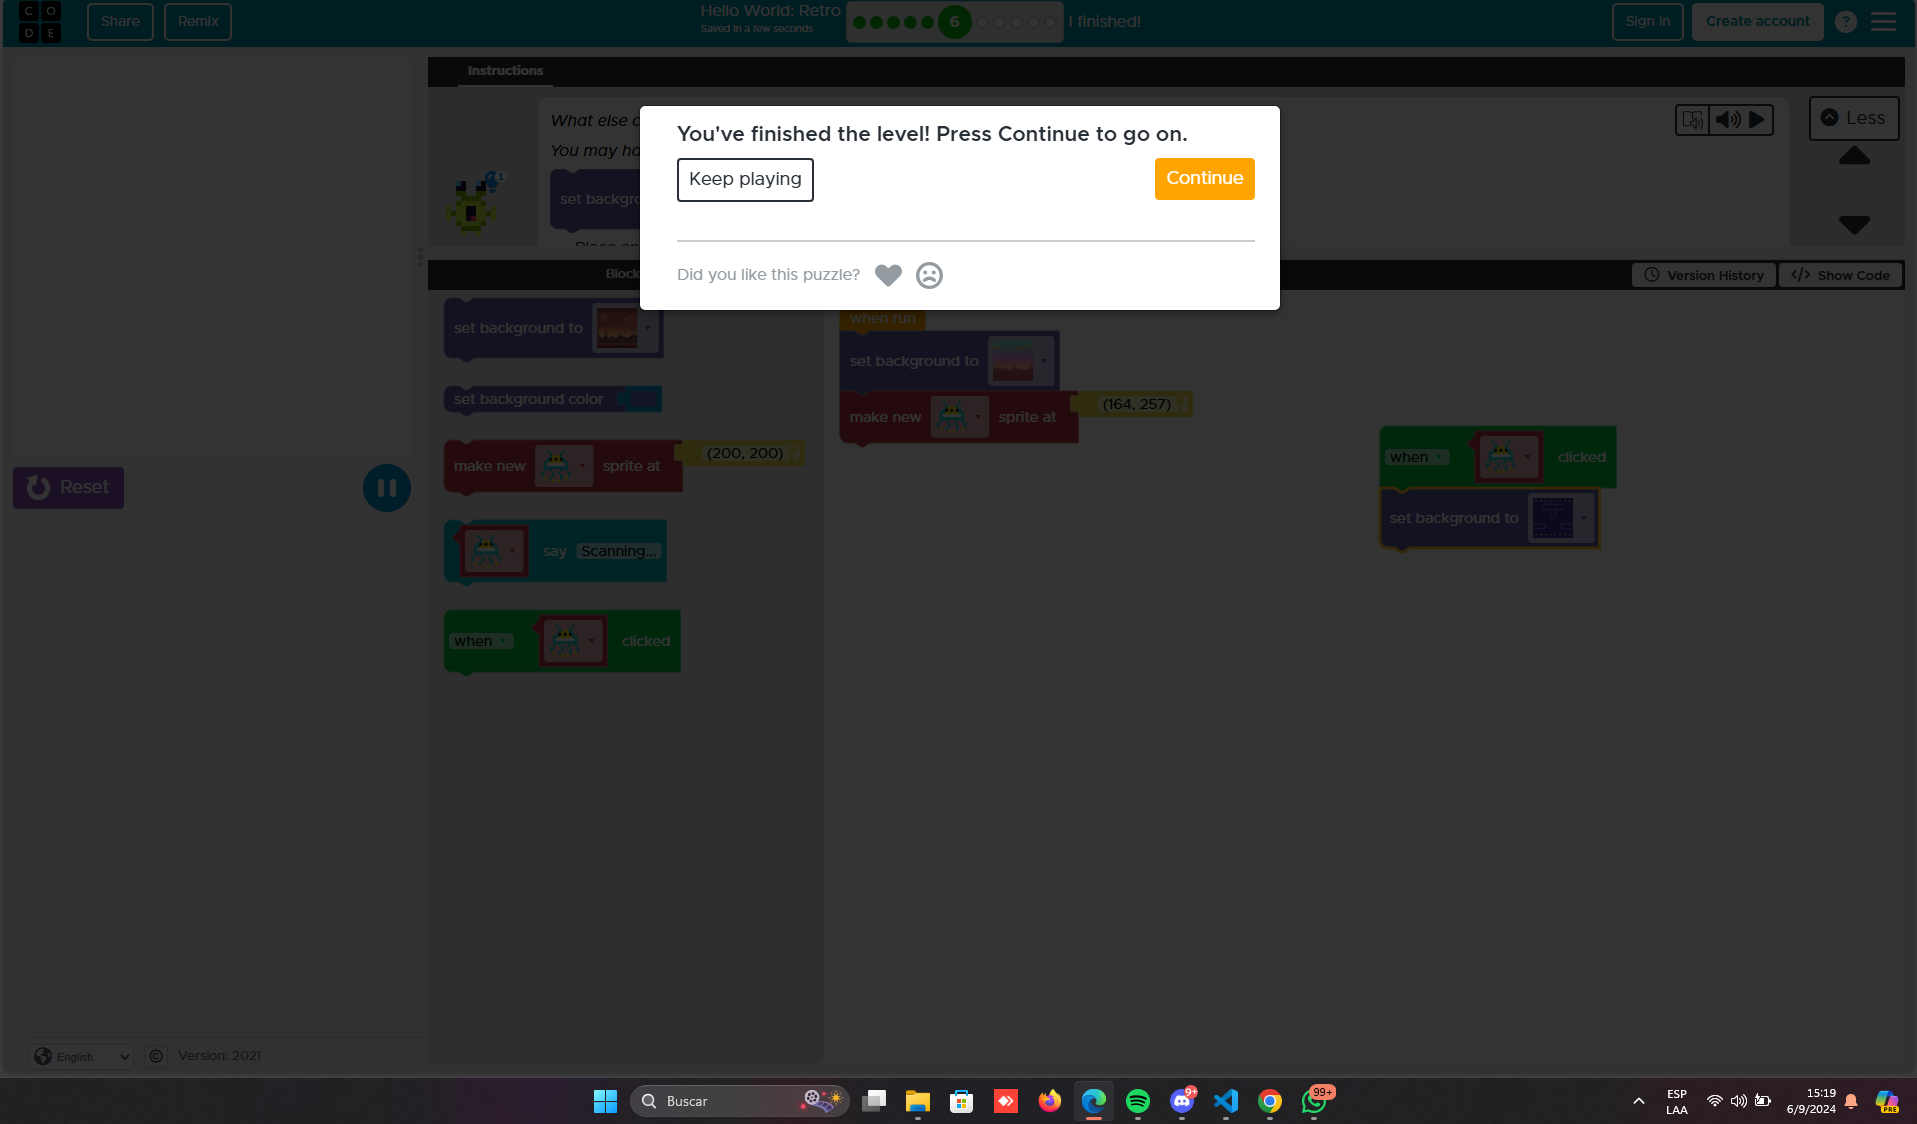 C O
D E
Share
Remix
Hello World: Retro
Saved in a few seconds
6
I finished!
Sign in
Create account
?
Instructions
What else
You may
1
set backgro
Less
You've finished the level! Press Continue to go on.
Keep playing
Continue
Did you like this puzzle?
Block
Version History
</> Show Code
set background to
set background color
make new sprite at (200, 200)
say Scanning...
when clicked
when run
set background to
make new sprite at (164, 257)
when clicked
set background to
Reset
English
©
Version: 2021
Buscar
9+
99+
ESP
LAA
15:19
6/9/2024
PRE